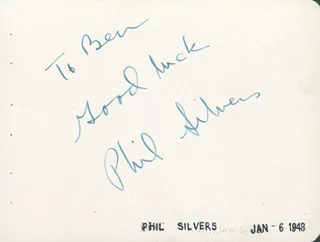 To Ben
Good luck
Phil Silvers
PHIL SILVERS JAN - 6 1948